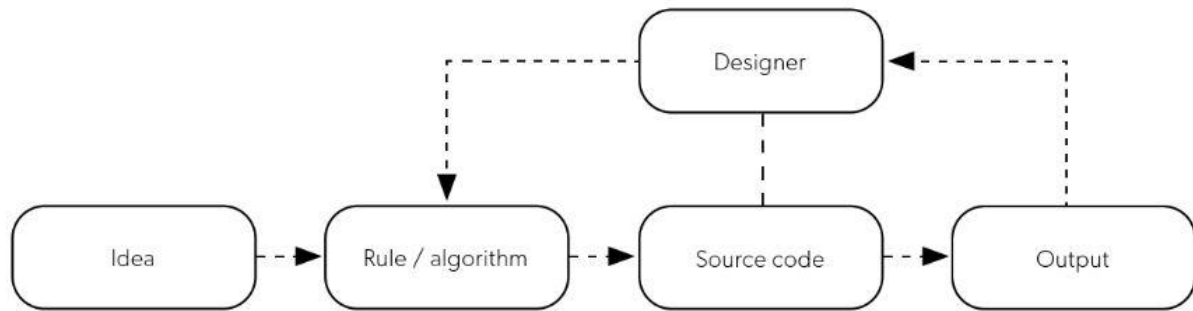 Designer
Idea
Rule / algorithm
Source code
Output